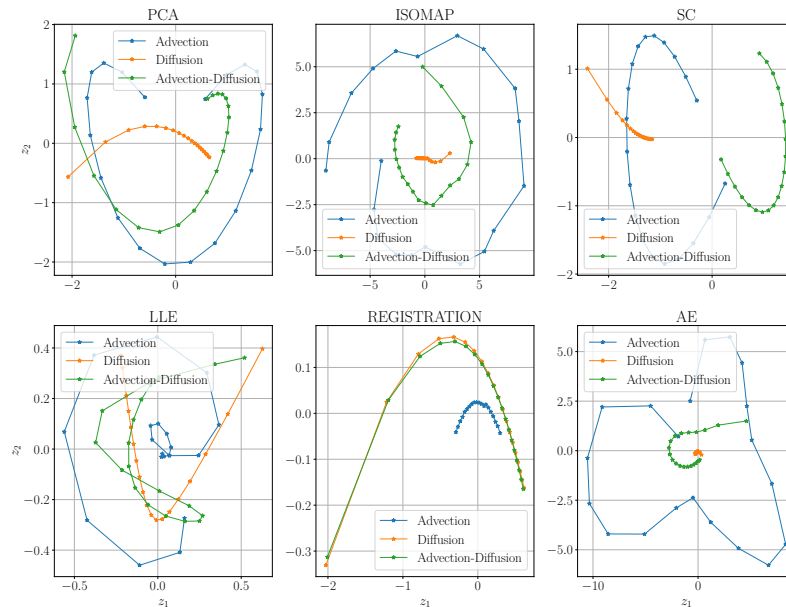 PCA
2
1
0
−1
−2
−2
0
z₂
Advection
Diffusion
Advection-Diffusion
ISOMAP
5.0
2.5
0.0
−2.5
−5.0
−5
0
5
Advection
Diffusion
Advection-Diffusion
SC
1
0
−1
−2
−2
0
Advection
Diffusion
Advection-Diffusion
LLE
0.4
0.2
0.0
−0.2
−0.4
−0.5
0.0
0.5
z₂
z₁
Advection
Diffusion
Advection-Diffusion
REGISTRATION
0.1
0.0
−0.1
−0.2
−0.3
−2
−1
0
z₁
Advection
Diffusion
Advection-Diffusion
AE
5.0
2.5
0.0
−2.5
−5.0
−10
0
z₁
Advection
Diffusion
Advection-Diffusion